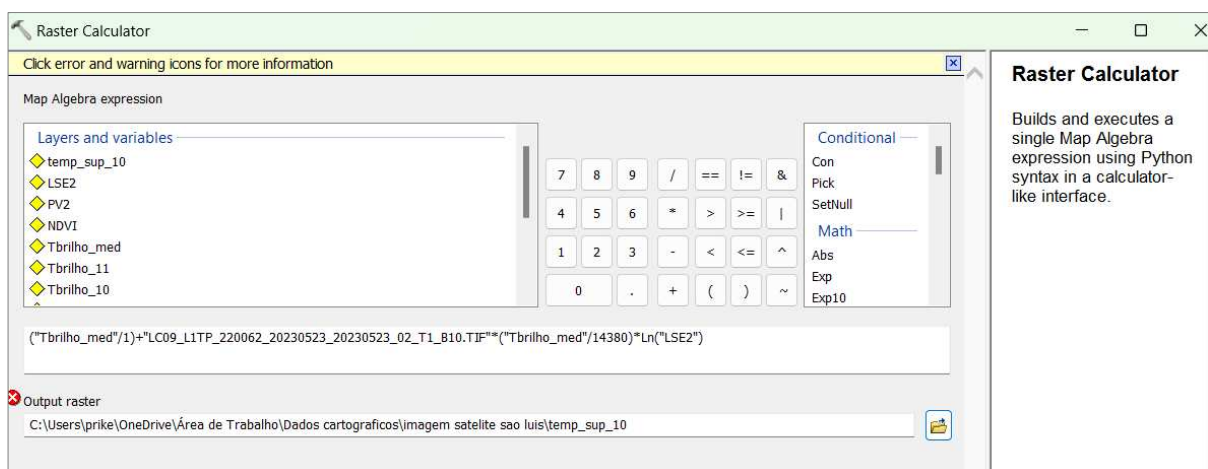 Raster Calculator
Click error and warning icons for more information
Map Algebra expression
Layers and variables
temp_sup_10
LSE2
PV2
NDVI
Tbrilho_med
Tbrilho_11
Tbrilho_10
7 8 9 / == != &
4 5 6 * > >= |
1 2 3 - < <= ^
0 . + ( ) ~
Conditional
Con
Pick
SetNull
Math
Abs
Exp
Exp10
("Tbrilho_med"/1)+"LC09_L1TP_220062_20230523_20230523_02_T1_B10.TIF"*("Tbrilho_med"/14380)*Ln("LSE2")
Output raster
C:\Users\prike\OneDrive\Área de Trabalho\Dados cartograficos\imagem satelite sao luis\temp_sup_10
Raster Calculator
Builds and executes a
single Map Algebra
expression using Python
syntax in a calculator-
like interface.